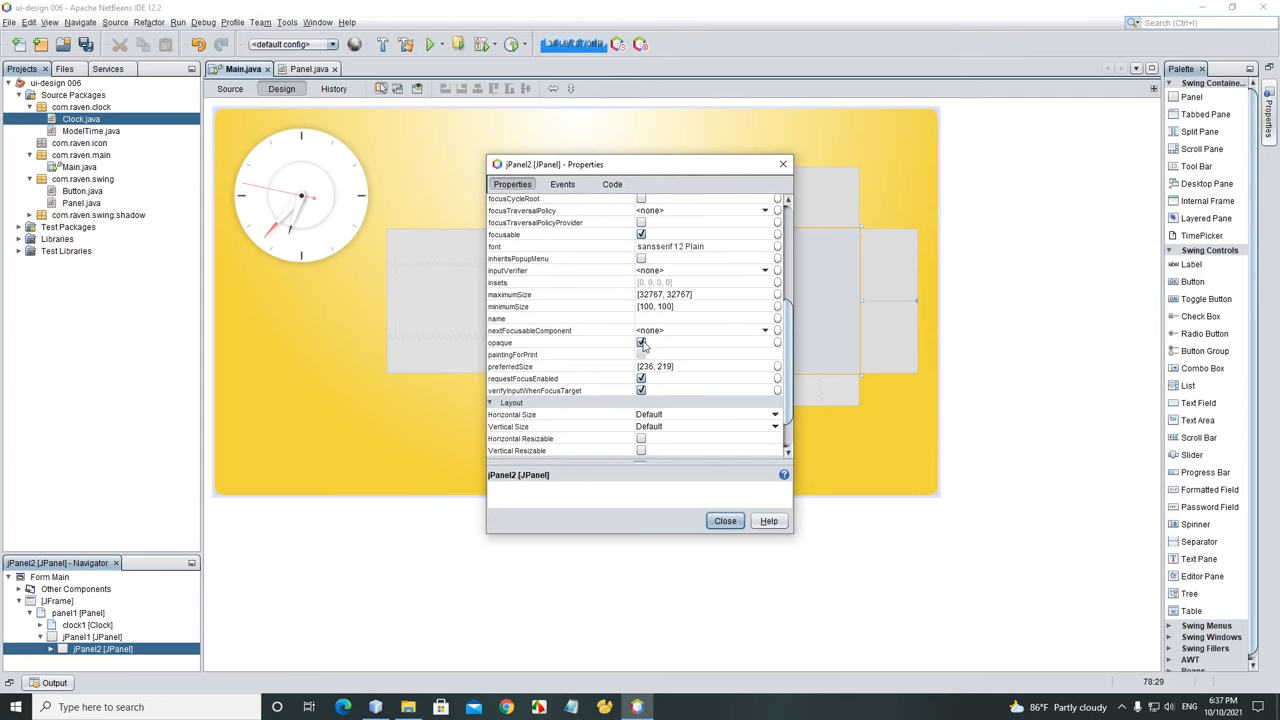 ui-design 006 - Apache NetBeans IDE 12.2
File Edit View Navigate Source Refactor Run Debug Profile Team Tools Window Help
Search (Ctrl+I)
<default config>
Projects
Files
Services
ui-design 006
Source Packages
com.raven.clock
Clock.java
ModelTime.java
com.raven.icon
com.raven.main
Main.java
com.raven.swing
Button.java
Panel.java
com.raven.swing.shadow
Test Packages
Libraries
Test Libraries
jPanel2 [JPanel] - Navigator
Form Main
Other Components
[JFrame]
panel1 [Panel]
clock1 [Clock]
jPanel1 [JPanel]
jPanel2 [JPanel]
Output
Main.java
Panel.java
Source
Design
History
jPanel2 [JPanel] - Properties
Properties
Events
Code
focusCycleRoot
focusTraversalPolicy <none>
focusTraversalPolicyProvider
focusable
font sansserif 12 Plain
inheritsPopupMenu
inputVerifier <none>
insets [0, 0, 0, 0]
maximumSize [32767, 32767]
minimumSize [100, 100]
name
nextFocusableComponent <none>
opaque
paintingForPrint
preferredSize [236, 219]
requestFocusEnabled
verifyInputWhenFocusTarget
Layout
Horizontal Size Default
Vertical Size Default
Horizontal Resizable
Vertical Resizable
jPanel2 [JPanel]
Close
Help
Palette
Swing Containe...
Panel
Tabbed Pane
Split Pane
Scroll Pane
Tool Bar
Desktop Pane
Internal Frame
Layered Pane
TimePicker
Swing Controls
Label
Button
Toggle Button
Check Box
Radio Button
Button Group
Combo Box
List
Text Field
Text Area
Scroll Bar
Slider
Progress Bar
Formatted Field
Password Field
Spinner
Separator
Text Pane
Editor Pane
Tree
Table
Swing Menus
Swing Windows
Swing Fillers
AWT
Properties
78:29
Type here to search
86°F Partly cloudy
6:37 PM
10/10/2021